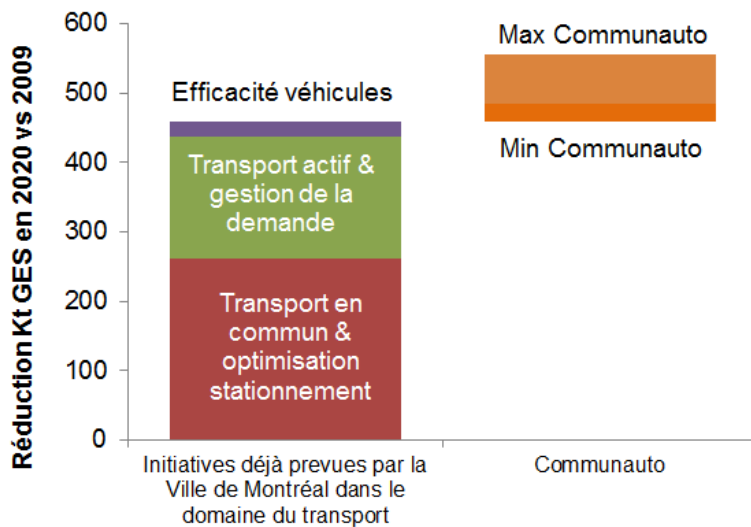 Réduction Kt GES en 2020 vs 2009
600
500
400
300
200
100
0
Efficacité véhicules
Transport actif &
gestion de la
demande
Transport en
commun &
optimisation
stationnement
Max Communauto
Min Communauto
Initiatives déjà prevues par la
Ville de Montréal dans le
domaine du transport
Communauto